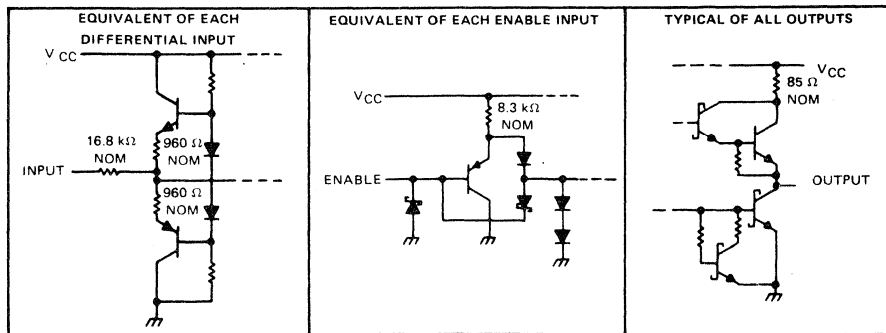 EQUIVALENT OF EACH
DIFFERENTIAL INPUT
VCC
16.8 kΩ
NOM
960 Ω
NOM
INPUT
960 Ω
NOM
EQUIVALENT OF EACH ENABLE INPUT
VCC
8.3 kΩ
NOM
ENABLE
TYPICAL OF ALL OUTPUTS
VCC
85 Ω
NOM
OUTPUT